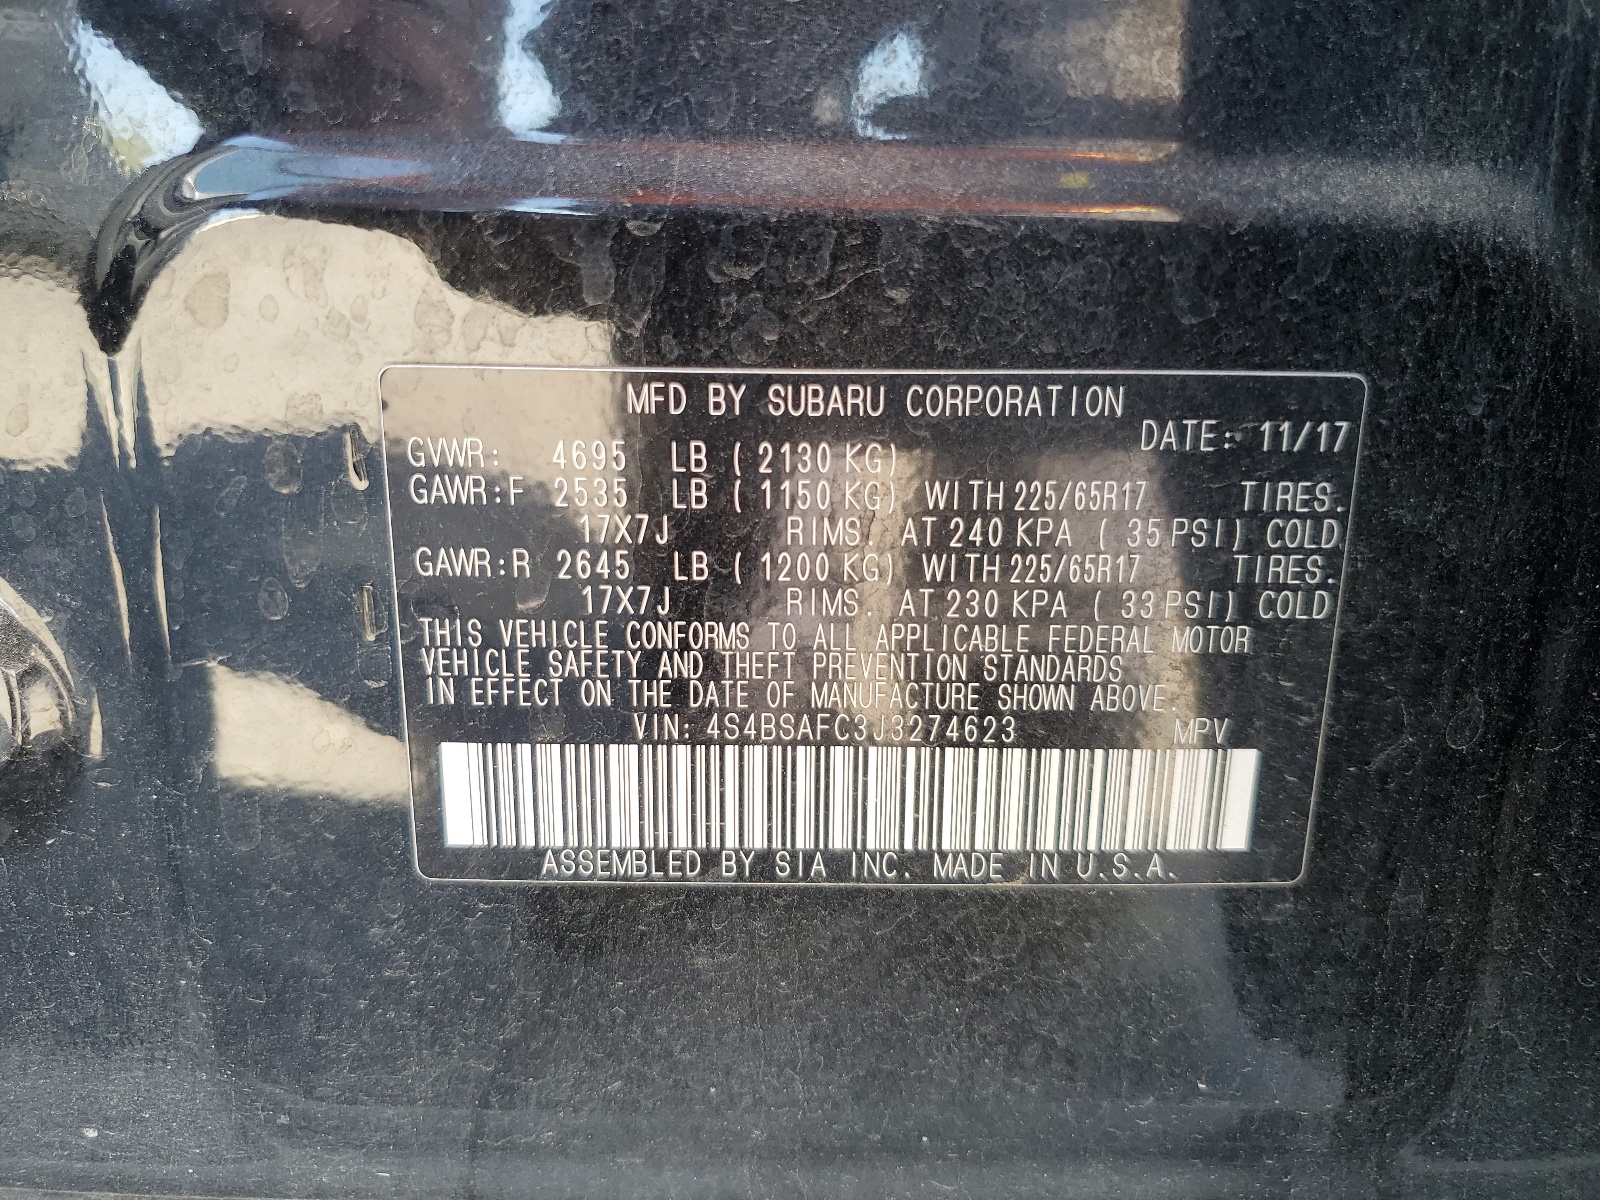 MFD BY SUBARU CORPORATION
DATE: 11/17
GVWR: 4695 LB ( 2130 KG)
GAWR:F 2535 LB ( 1150 KG) WITH 225/65R17 TIRES.
17X7J RIMS. AT 240 KPA ( 35 PSI) COLD
GAWR:R 2645 LB ( 1200 KG) WITH 225/65R17 TIRES.
17X7J RIMS. AT 230 KPA ( 33 PSI) COLD
THIS VEHICLE CONFORMS TO ALL APPLICABLE FEDERAL MOTOR
VEHICLE SAFETY AND THEFT PREVENTION STANDARDS
IN EFFECT ON THE DATE OF MANUFACTURE SHOWN ABOVE.
VIN: 4S4BSAFC3J3274623 MPV
ASSEMBLED BY SIA INC. MADE IN U.S.A.